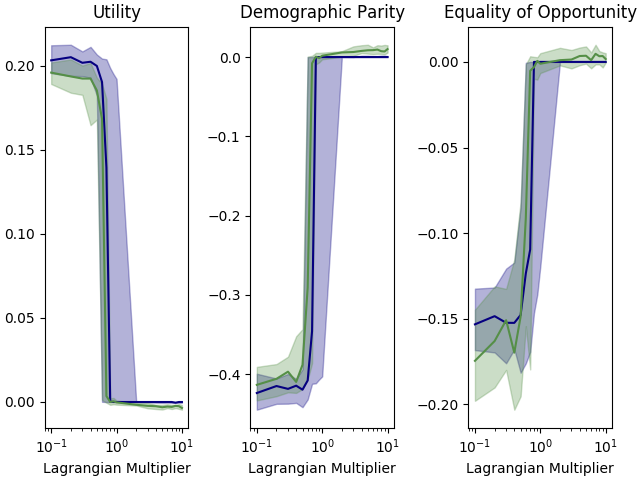 Utility
0.20
0.15
0.10
0.05
0.00
10⁻¹ 10⁰ 10¹
Lagrangian Multiplier
Demographic Parity
0.0
−0.1
−0.2
−0.3
−0.4
10⁻¹ 10⁰ 10¹
Lagrangian Multiplier
Equality of Opportunity
0.00
−0.05
−0.10
−0.15
−0.20
10⁻¹ 10⁰ 10¹
Lagrangian Multiplier